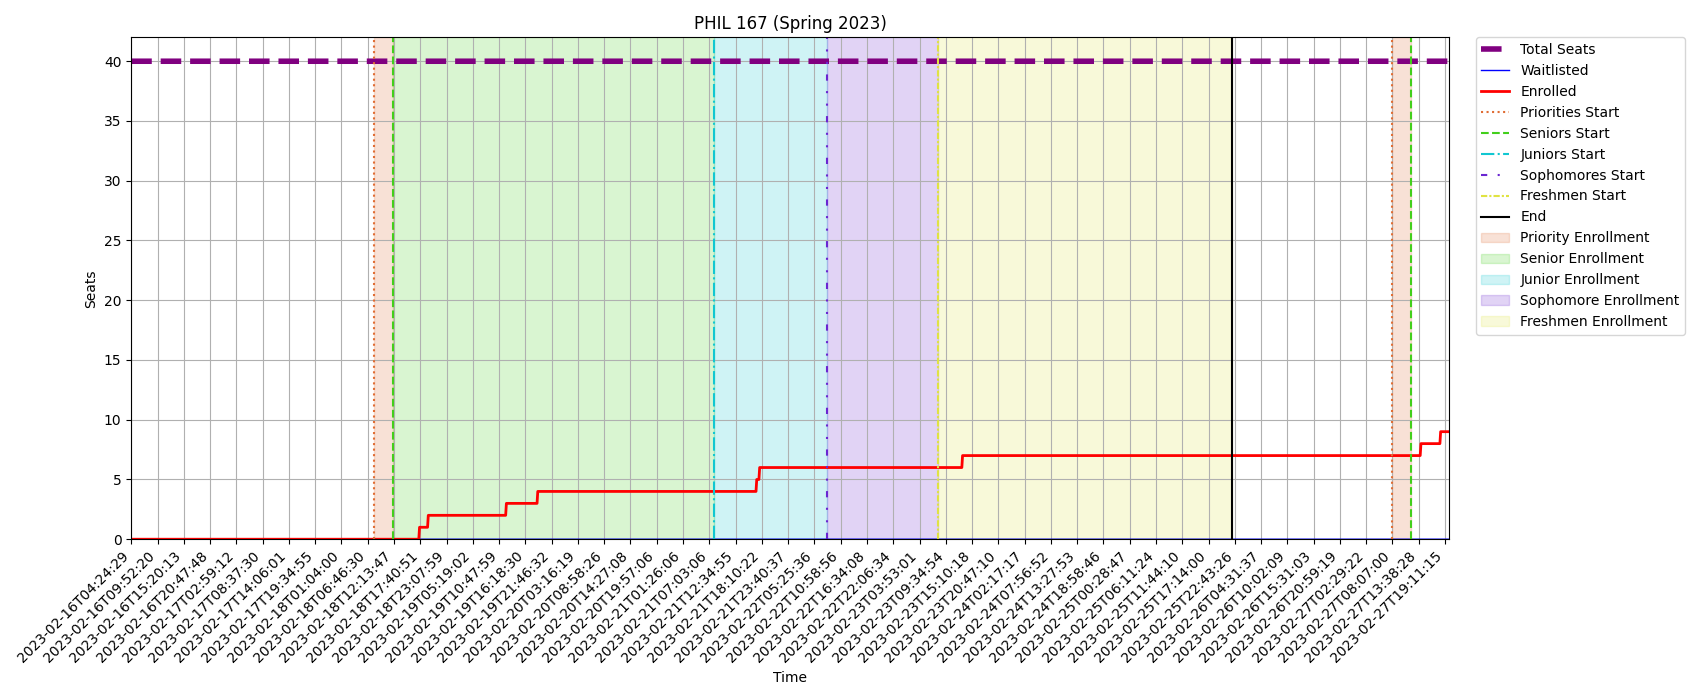 PHIL 167 (Spring 2023)
40
35
30
25
20
15
10
5
0
Seats
2023-02-16T04:24:29
2023-02-16T09:52:20
2023-02-16T15:20:13
2023-02-16T20:47:48
2023-02-17T02:59:12
2023-02-17T08:37:30
2023-02-17T14:06:01
2023-02-17T19:34:55
2023-02-18T01:04:00
2023-02-18T06:46:30
2023-02-18T12:13:47
2023-02-18T17:40:51
2023-02-18T23:07:59
2023-02-19T05:19:02
2023-02-19T10:47:59
2023-02-19T16:18:30
2023-02-19T21:46:32
2023-02-20T03:16:19
2023-02-20T08:58:26
2023-02-20T14:27:08
2023-02-20T19:57:06
2023-02-21T01:26:06
2023-02-21T07:03:06
2023-02-21T12:34:55
2023-02-21T18:10:22
2023-02-21T23:40:37
2023-02-22T05:25:36
2023-02-22T10:58:56
2023-02-22T16:34:08
2023-02-22T22:06:34
2023-02-23T03:53:01
2023-02-23T09:34:54
2023-02-23T15:10:18
2023-02-23T20:47:10
2023-02-24T02:17:17
2023-02-24T07:56:52
2023-02-24T13:27:53
2023-02-24T18:58:46
2023-02-25T00:28:47
2023-02-25T06:11:24
2023-02-25T11:44:10
2023-02-25T17:14:00
2023-02-25T22:43:26
2023-02-26T04:31:37
2023-02-26T10:02:09
2023-02-26T15:31:03
2023-02-26T20:59:19
2023-02-27T02:29:22
2023-02-27T08:07:00
2023-02-27T13:38:28
2023-02-27T19:11:15
Time
Total Seats
Waitlisted
Enrolled
Priorities Start
Seniors Start
Juniors Start
Sophomores Start
Freshmen Start
End
Priority Enrollment
Senior Enrollment
Junior Enrollment
Sophomore Enrollment
Freshmen Enrollment